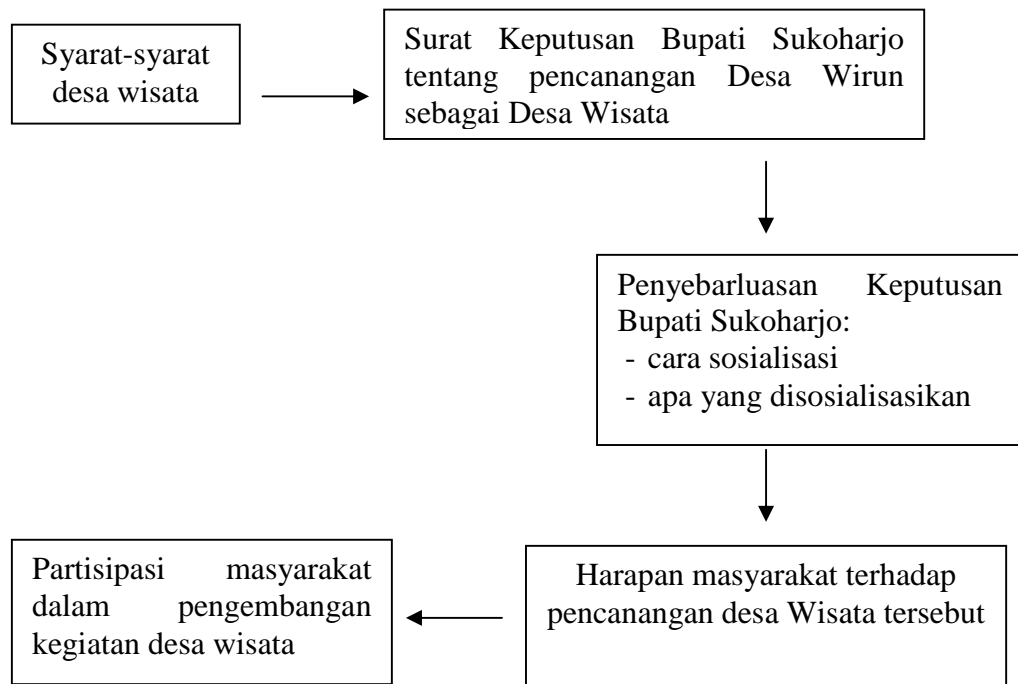 Syarat-syarat
desa wisata
Surat Keputusan Bupati Sukoharjo
tentang pencanangan Desa Wirun
sebagai Desa Wisata
Penyebarluasan Keputusan
Bupati Sukoharjo:
- cara sosialisasi
- apa yang disosialisasikan
Harapan masyarakat terhadap
pencanangan desa Wisata tersebut
Partisipasi masyarakat
dalam pengembangan
kegiatan desa wisata